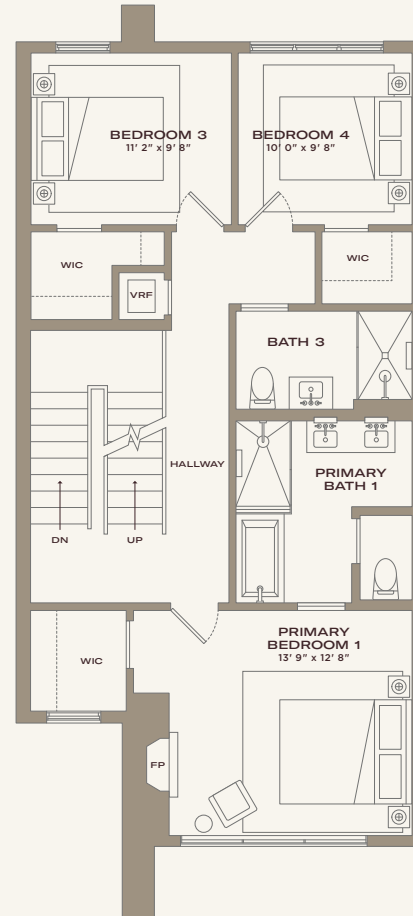 BEDROOM 3
11' 2" x 9' 8"
BEDROOM 4
10' 0" x 9' 8"
WIC
VRF
WIC
BATH 3
HALLWAY
PRIMARY
BATH 1
DN
UP
WIC
PRIMARY
BEDROOM 1
13' 9" x 12' 8"
FP